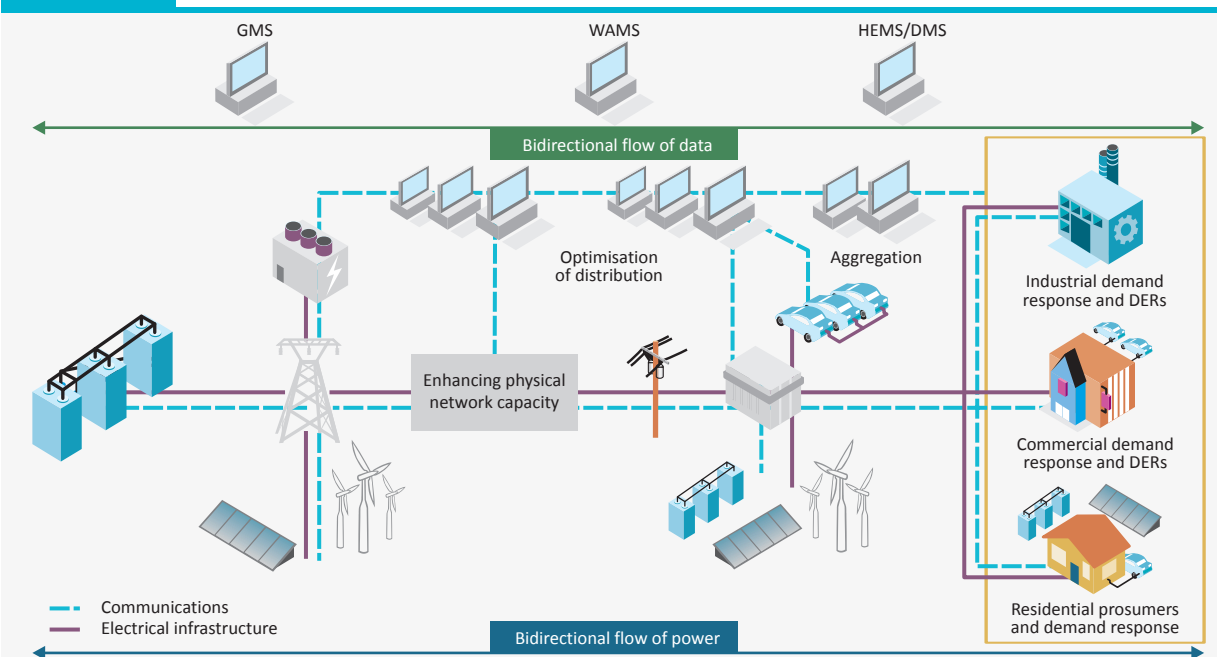 GMS
WAMS
HEMS/DMS
Bidirectional flow of data
Optimisation
of distribution
Aggregation
Industrial demand
response and DERs
Enhancing physical
network capacity
Commercial demand
response and DERs
Communications
Electrical infrastructure
Residential prosumers
and demand response
Bidirectional flow of power